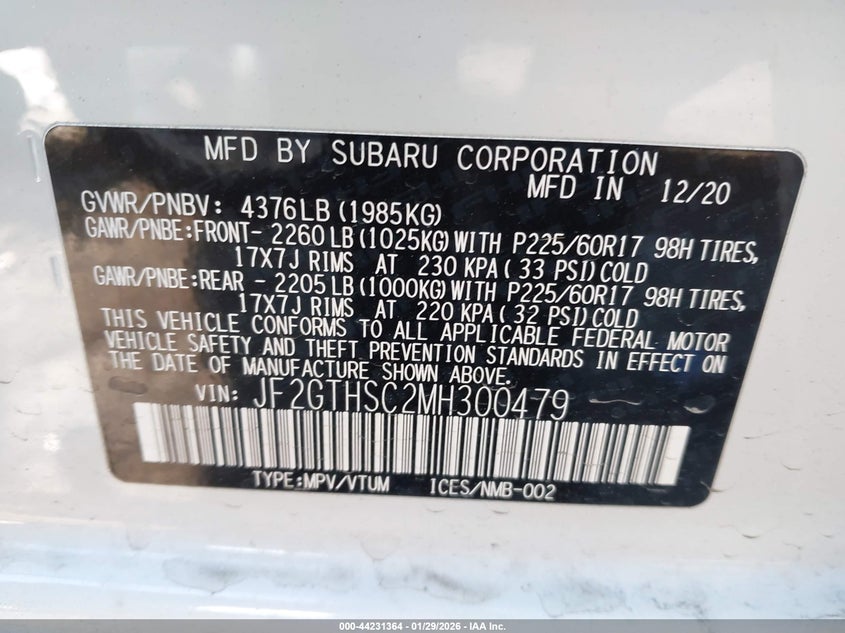 MFD BY SUBARU CORPORATION
MFD IN 12/20
GVWR/PNBV: 4376LB(1985KG)
GAWR/PNBE:FRONT- 2260LB(1025KG)WITH P225/60R17 98H TIRES,
17X7J RIMS AT 230 KPA( 33 PSI)COLD
GAWR/PNBE:REAR - 2205LB(1000KG)WITH P225/60R17 98H TIRES,
17X7J RIMS AT 220 KPA( 32 PSI)COLD
THIS VEHICLE CONFORMS TO ALL APPLICABLE FEDERAL MOTOR
VEHICLE SAFETY AND THEFT PREVENTION STANDARDS IN EFFECT ON
THE DATE OF MANUFACTURE SHOWN ABOVE.
VIN: JF2GTHSC2MH300479
TYPE:MPV/VTUM ICES/NMB-002
000-44231364 | 01/29/2026 - IAA Inc.